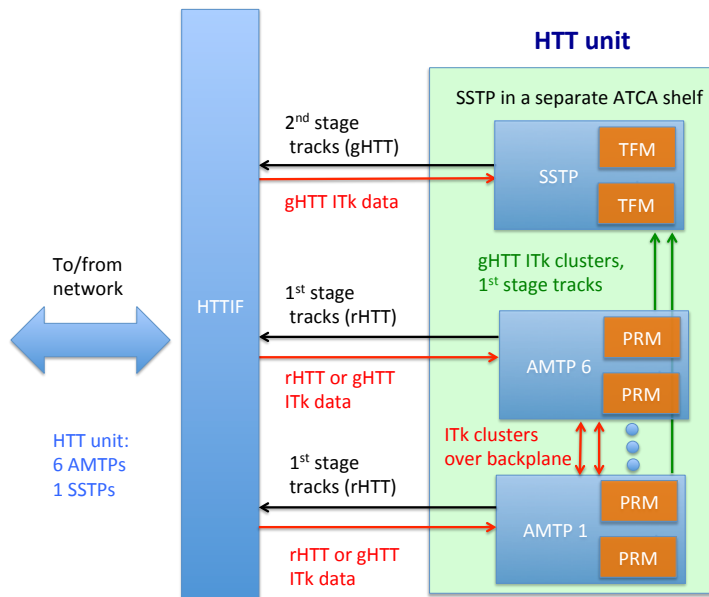 HTT unit
SSTP in a separate ATCA shelf
2nd stage
tracks (gHTT)
TFM
SSTP
TFM
gHTT ITk data
gHTT ITk clusters,
1st stage tracks
To/from
network
HTTIF
1st stage
tracks (rHTT)
PRM
AMTP 6
PRM
rHTT or gHTT
ITk data
ITk clusters
over backplane
HTT unit:
6 AMTPs
1 SSTPs
1st stage
tracks (rHTT)
PRM
AMTP 1
PRM
rHTT or gHTT
ITk data